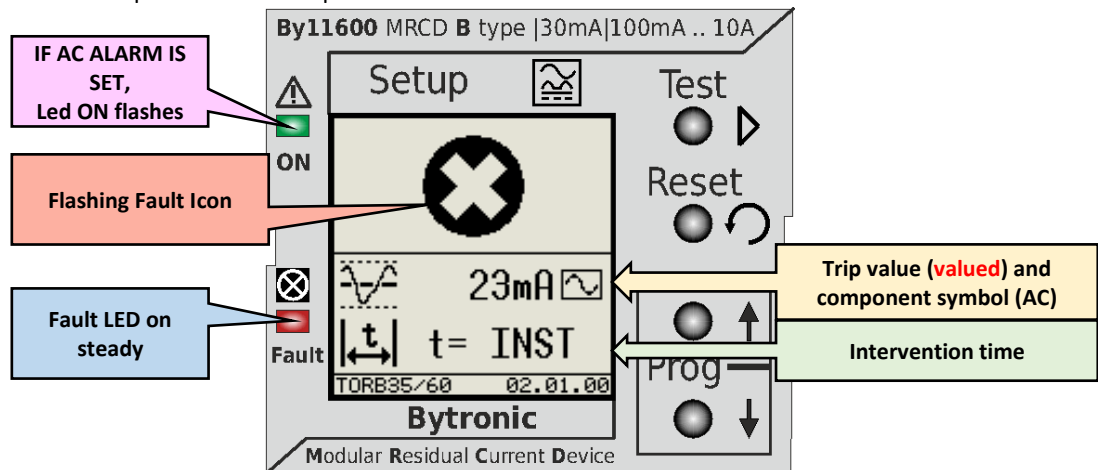 By11600 MRCD B type |30mA|100mA .. 10A
IF AC ALARM IS
SET,
Led ON flashes
Setup
Test
ON
Flashing Fault Icon
Reset
23mA
Trip value (valued) and
component symbol (AC)
Fault LED on
steady
Fault
t
t= INST
Intervention time
Prog
TORB35/60 02.01.00
Bytronic
Modular Residual Current Device